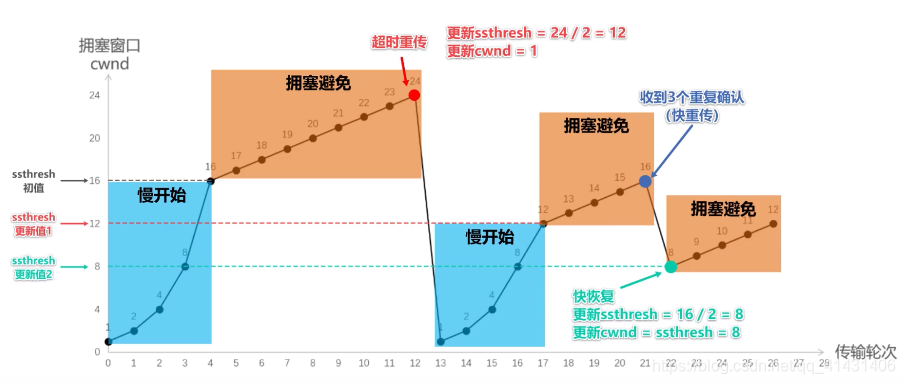 拥塞窗口
cwnd
超时重传
更新ssthresh = 24 / 2 = 12
更新cwnd = 1
收到3个重复确认
(快重传)
拥塞避免
拥塞避免
拥塞避免
慢开始
慢开始
ssthresh
初值
ssthresh
更新值1
ssthresh
更新值2
24
20
16
12
8
4
0
1
2
4
8
16
17
18
19
20
21
22
23
24
1
2
4
8
12
13
14
15
16
8
9
10
11
12
快恢复
更新ssthresh = 16 / 2 = 8
更新cwnd = ssthresh = 8
0 1 2 3 4 5 6 7 8 9 10 11 12 13 14 15 16 17 18 19 20 21 22 23 24 25 26 27 28 29
传输轮次
https://blog.csdn.net/qq_41431406